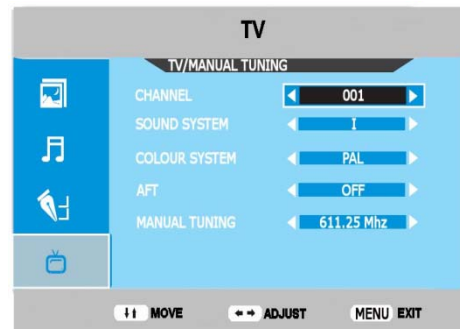 TV
TV/MANUAL TUNING
CHANNEL 001
SOUND SYSTEM I
COLOUR SYSTEM PAL
AFT OFF
MANUAL TUNING 611.25 Mhz
MOVE ADJUST MENU EXIT